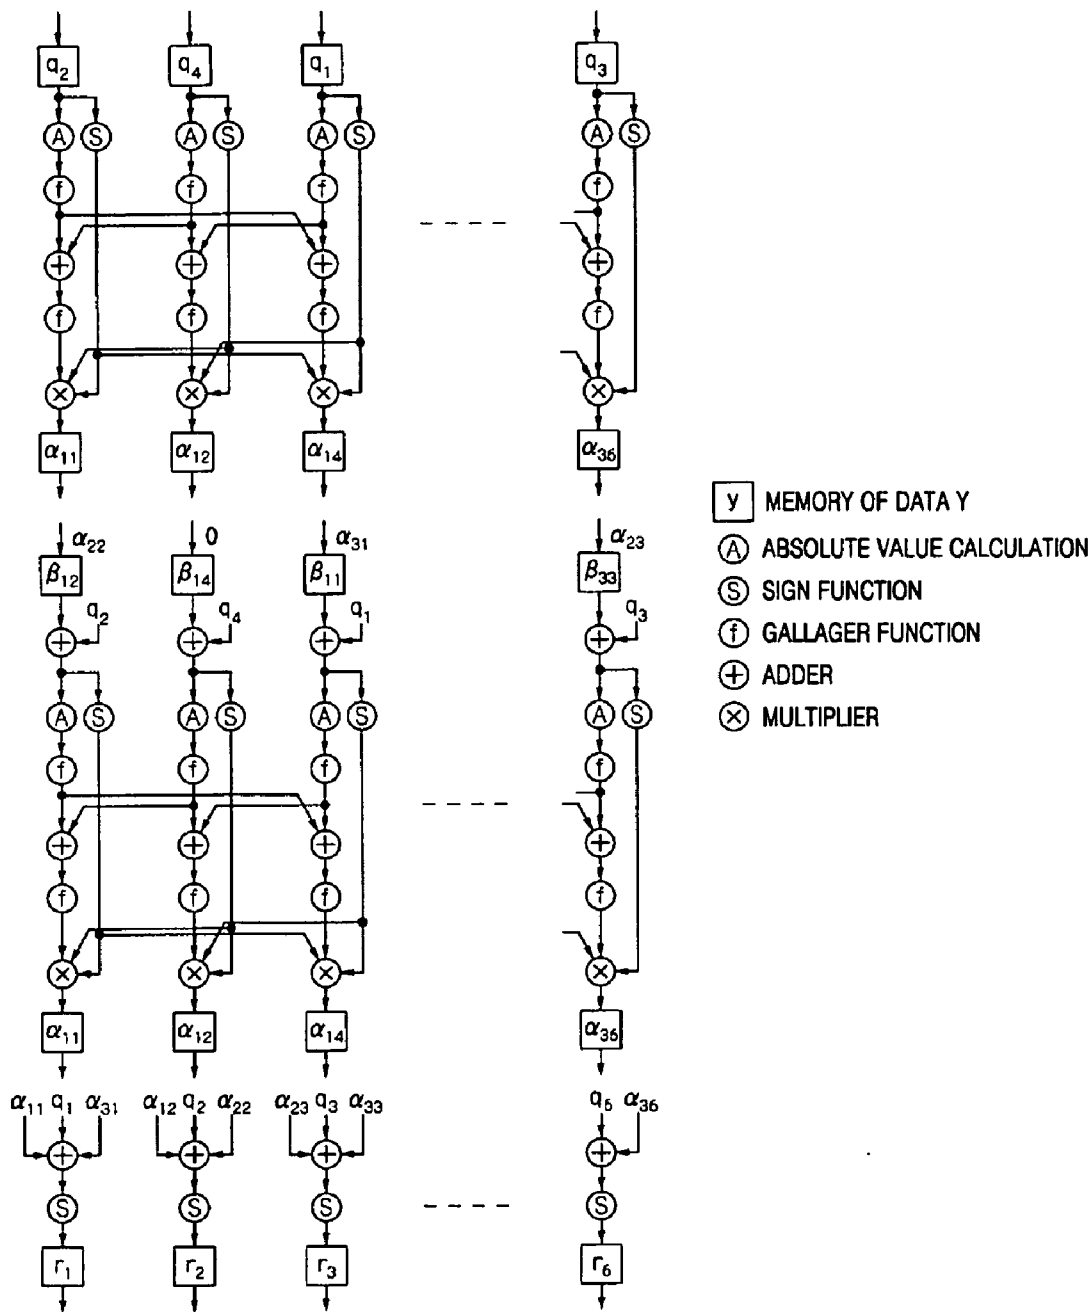 q₂ q₄ q₁ q₃
A S A S A S A S
f f f f
+ + + +
f f f f
× × × ×
α₁₁ α₁₂ α₁₄ α₃₆
y MEMORY OF DATA Y
A ABSOLUTE VALUE CALCULATION
S SIGN FUNCTION
f GALLAGER FUNCTION
+ ADDER
× MULTIPLIER
α₂₂ 0 α₃₁ α₂₃
β₁₂ β₁₄ β₁₁ β₃₃
q₂ q₄ q₁ q₃
+ + + +
A S A S A S A S
f f f f
+ + + +
f f f f
× × × ×
α₁₁ α₁₂ α₁₄ α₃₆
α₁₁ q₁ α₃₁ α₁₂ q₂ α₂₂ α₂₃ q₃ α₃₃ q₆ α₃₆
+ + + +
S S S S
r₁ r₂ r₃ r₆